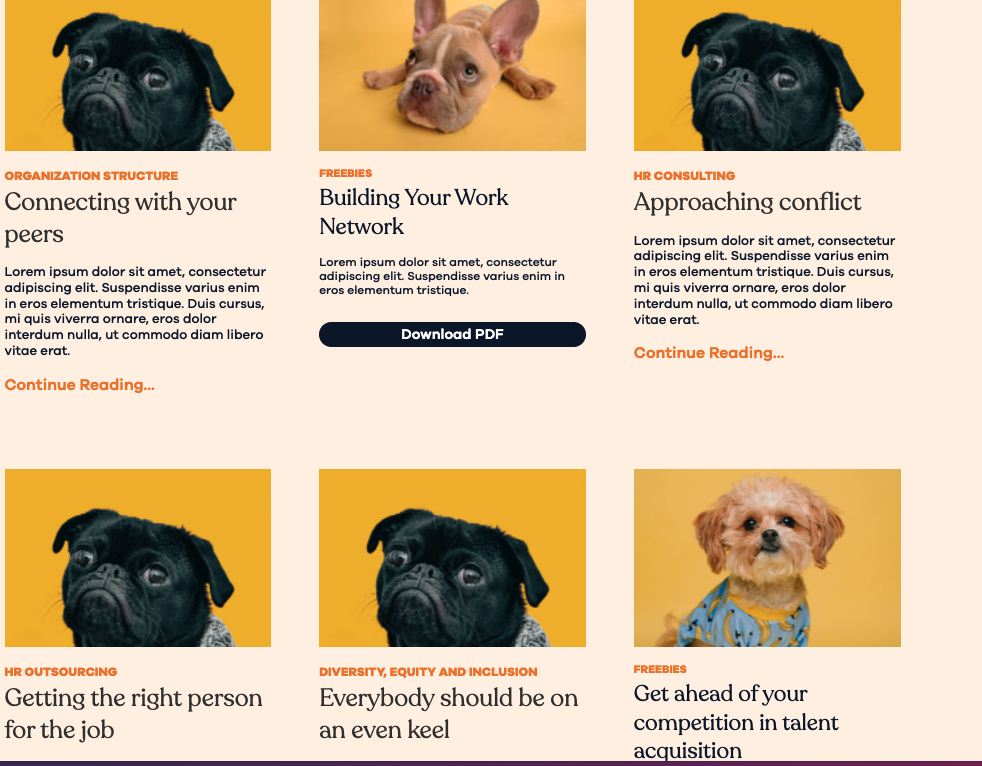 ORGANIZATION STRUCTURE
Connecting with your
peers
Lorem ipsum dolor sit amet, consectetur
adipiscing elit. Suspendisse varius enim
in eros elementum tristique. Duis cursus,
mi quis viverra ornare, eros dolor
interdum nulla, ut commodo diam libero
vitae erat.
Continue Reading...
FREEBIES
Building Your Work
Network
Lorem ipsum dolor sit amet, consectetur
adipiscing elit. Suspendisse varius enim in
eros elementum tristique.
Download PDF
HR CONSULTING
Approaching conflict
Lorem ipsum dolor sit amet, consectetur
adipiscing elit. Suspendisse varius enim
in eros elementum tristique. Duis cursus,
mi quis viverra ornare, eros dolor
interdum nulla, ut commodo diam libero
vitae erat.
Continue Reading...
HR OUTSOURCING
Getting the right person
for the job
DIVERSITY, EQUITY AND INCLUSION
Everybody should be on
an even keel
FREEBIES
Get ahead of your
competition in talent
acquisition